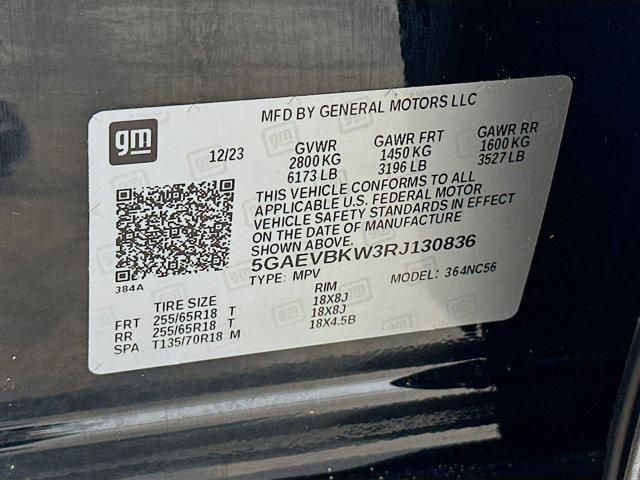 MFD BY GENERAL MOTORS LLC
gm
12/23
GVWR GAWR FRT GAWR RR
2800 KG 1450 KG 1600 KG
6173 LB 3196 LB 3527 LB
THIS VEHICLE CONFORMS TO ALL
APPLICABLE U.S. FEDERAL MOTOR
VEHICLE SAFETY STANDARDS IN EFFECT
ON THE DATE OF MANUFACTURE
SHOWN ABOVE.
5GAEVBKW3RJ130836
TYPE: MPV MODEL: 364NC56
384A
TIRE SIZE RIM
FRT 255/65R18 T 18X8J
RR 255/65R18 T 18X8J
SPA T135/70R18 M 18X4.5B